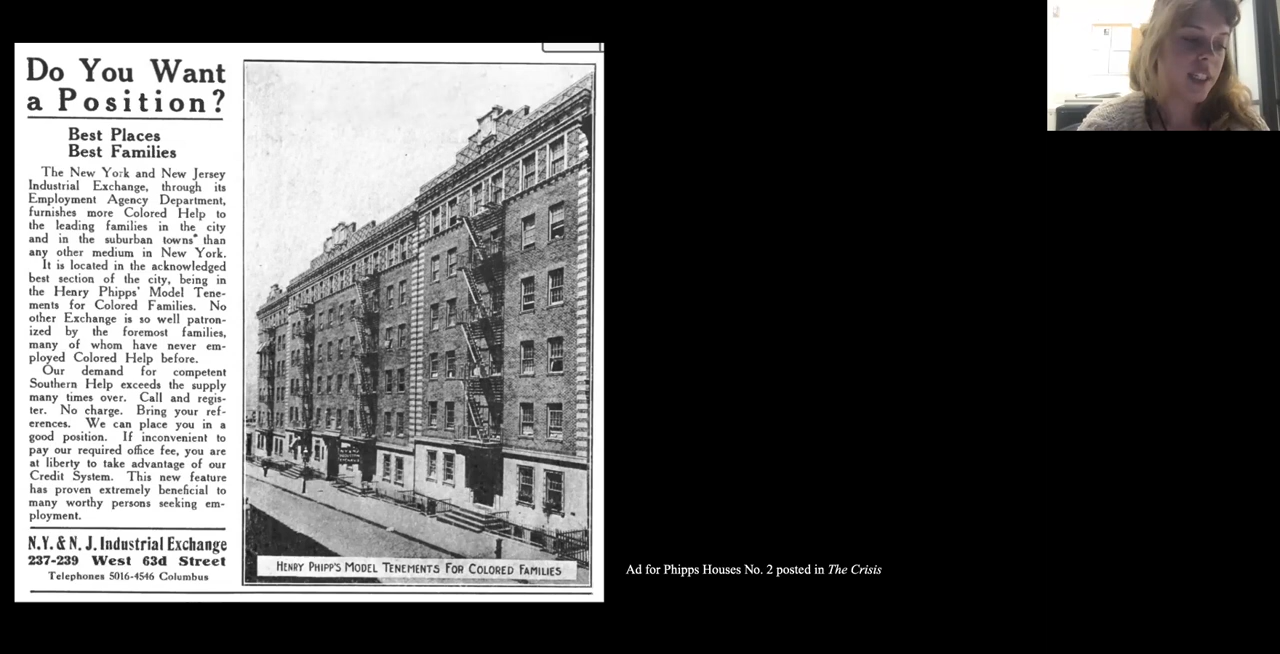 Do You Want
a Position?
Best Places
Best Families
The New York and New Jersey
Industrial Exchange, through its
Employment Agency Department,
furnishes more Colored Help to
the leading families in the city
and in the suburban towns than
any other medium in New York.
It is located in the acknowledged
best section of the city, being in
the Henry Phipps' Model Tene-
ments for Colored Families. No
other Exchange is so well patron-
ized by the foremost families,
many of whom have never em-
ployed Colored Help before.
Our demand for competent
Southern Help exceeds the supply
many times over. Call and regis-
ter. No charge. Bring your ref-
erences. We can place you in a
good position. If inconvenient to
pay our required office fee, you are
at liberty to take advantage of our
Credit System. This new feature
has proven extremely beneficial to
many worthy persons seeking em-
ployment.
N.Y. & N. J. Industrial Exchange
237-239 West 63d Street
Telephones 5016-4546 Columbus
HENRY PHIPP'S MODEL TENEMENTS FOR COLORED FAMILIES
Ad for Phipps Houses No. 2 posted in The Crisis